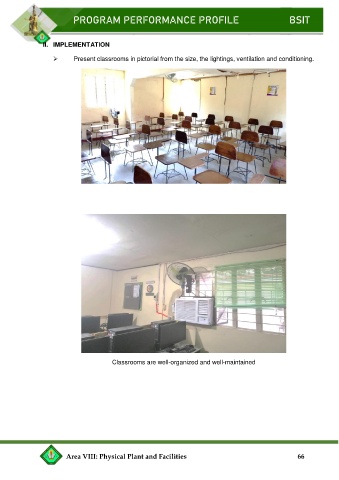 PROGRAM PERFORMANCE PROFILE BSIT
II. IMPLEMENTATION
➢ Present classrooms in pictorial from the size, the lightings, ventilation and conditioning.
Classrooms are well-organized and well-maintained
Area VIII: Physical Plant and Facilities 66